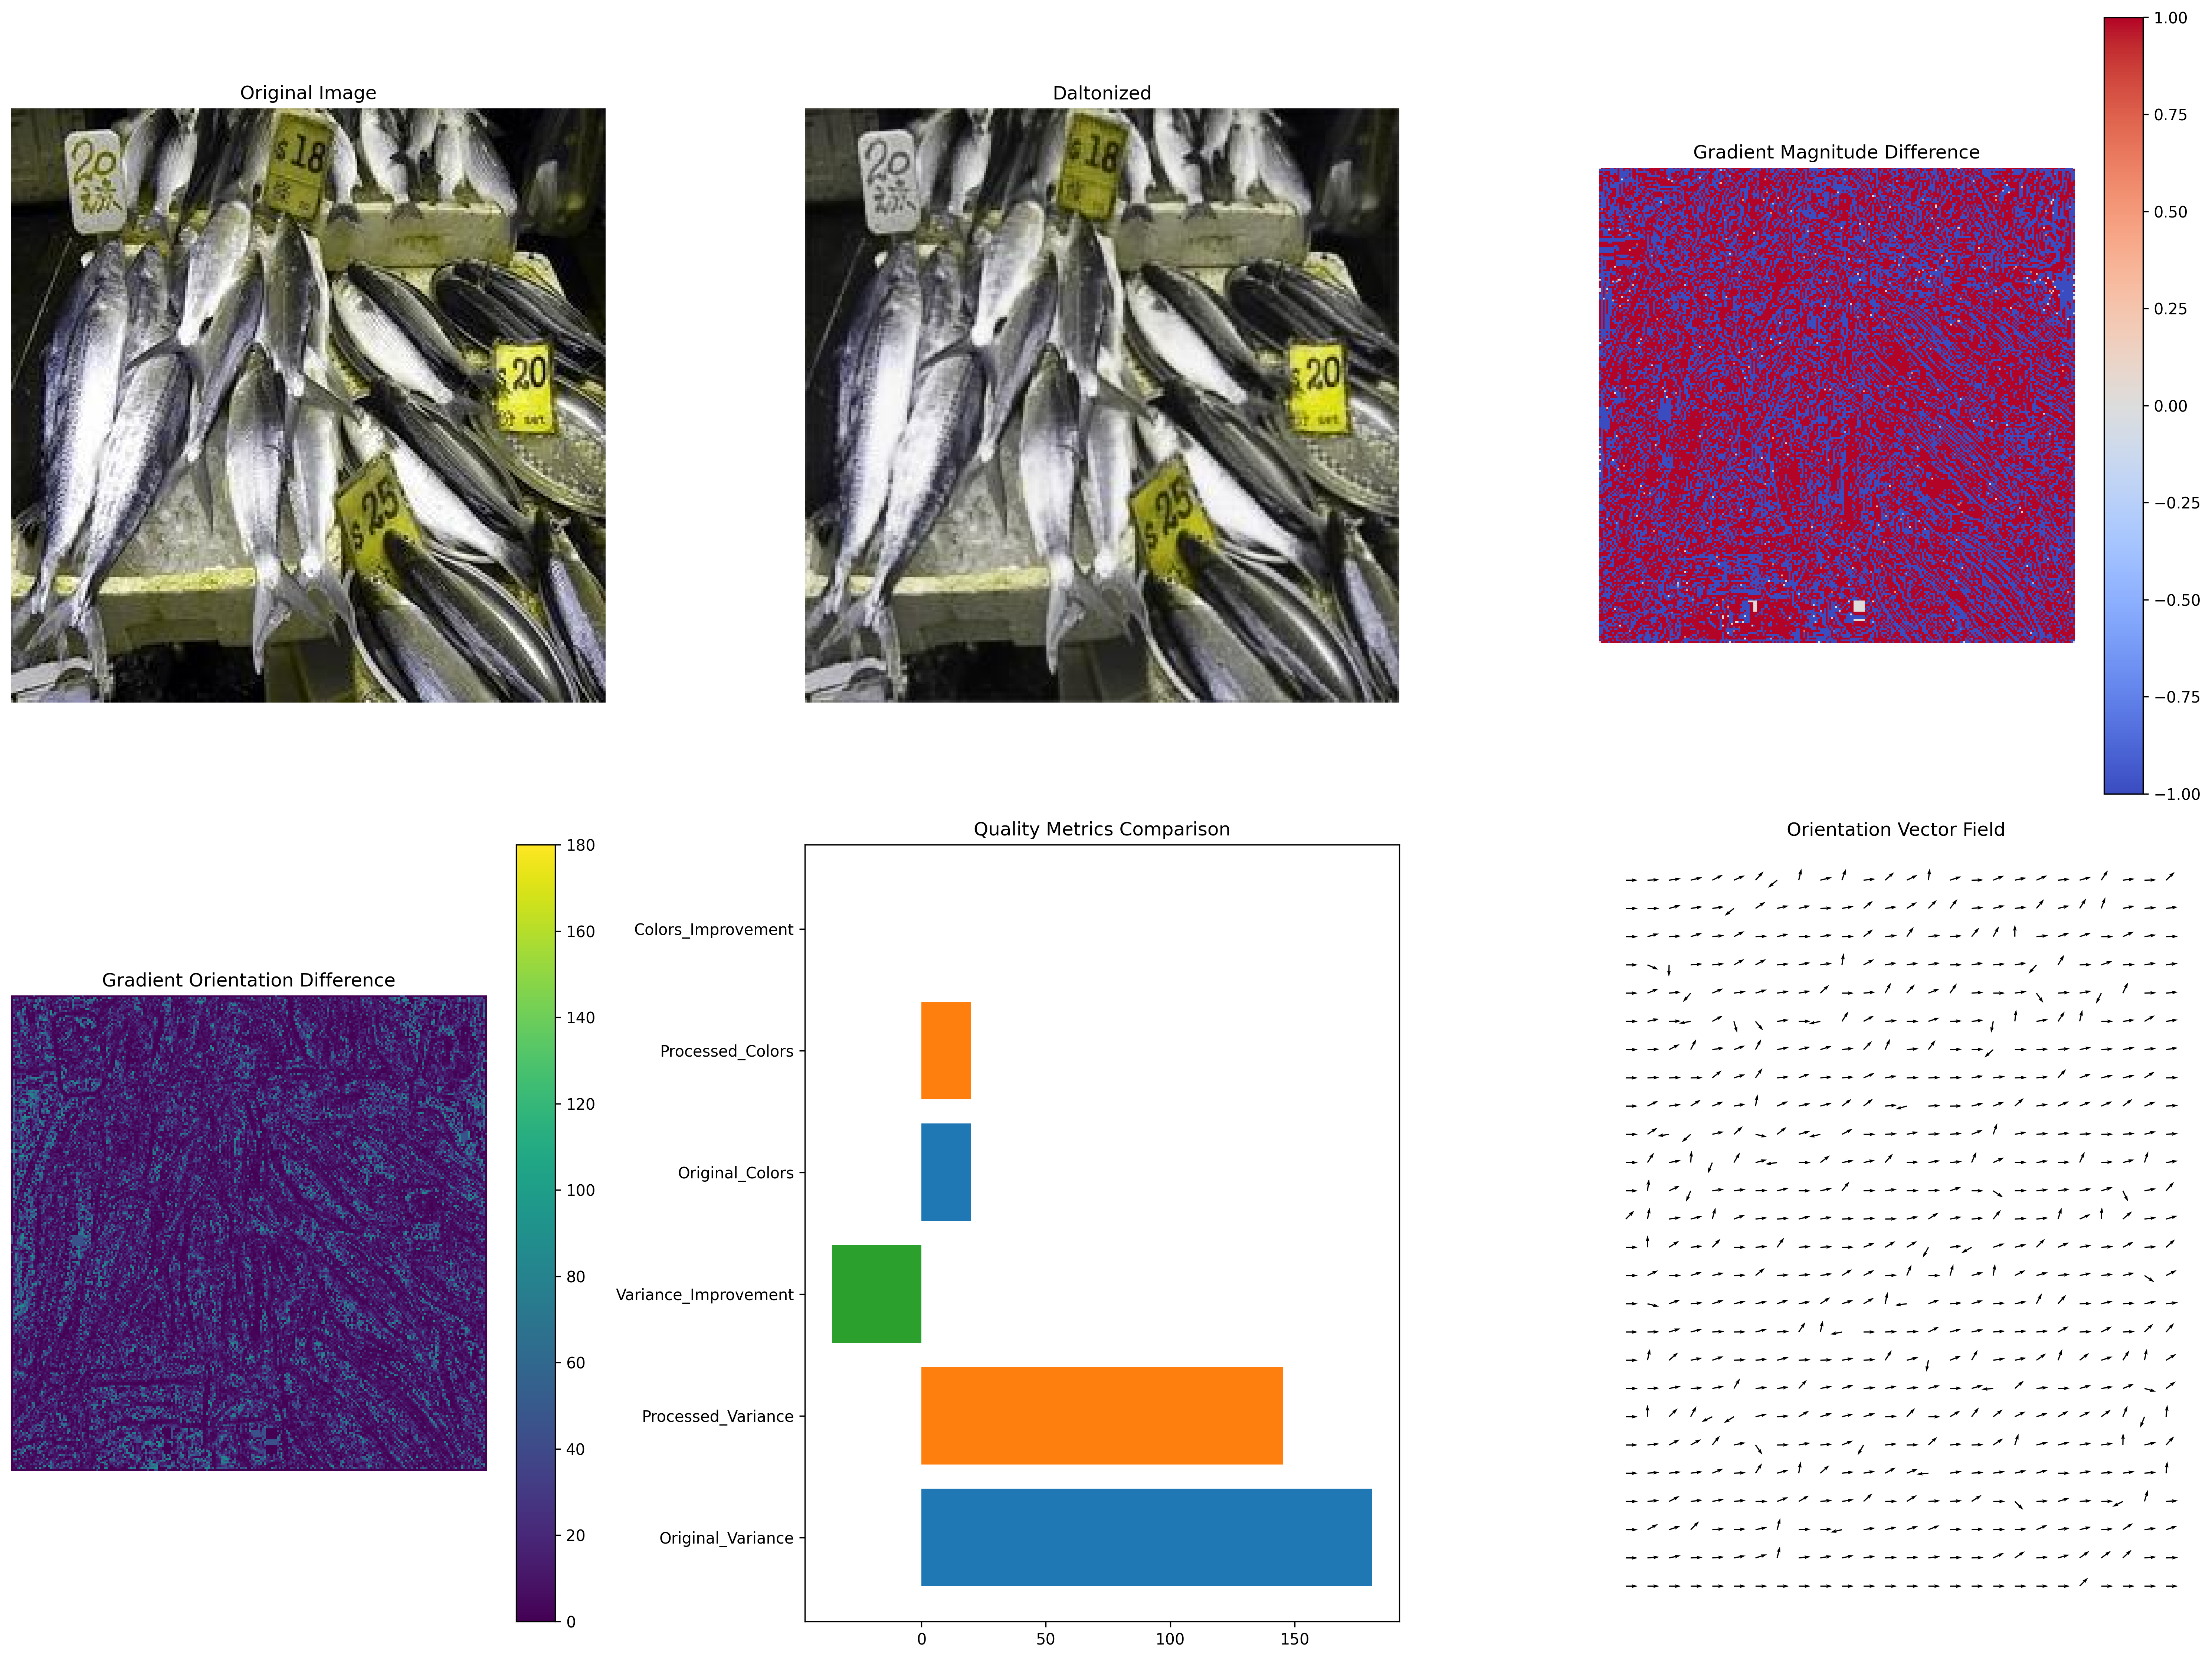 Original Image
20
$18
$20
set
$25
Daltonized
20
$18
$20
set
$25
Gradient Magnitude Difference
1.00
0.75
0.50
0.25
0.00
−0.25
−0.50
−0.75
−1.00
Gradient Orientation Difference
180
160
140
120
100
80
60
40
20
0
Quality Metrics Comparison
Colors_Improvement
Processed_Colors
Original_Colors
Variance_Improvement
Processed_Variance
Original_Variance
0 50 100 150
Orientation Vector Field